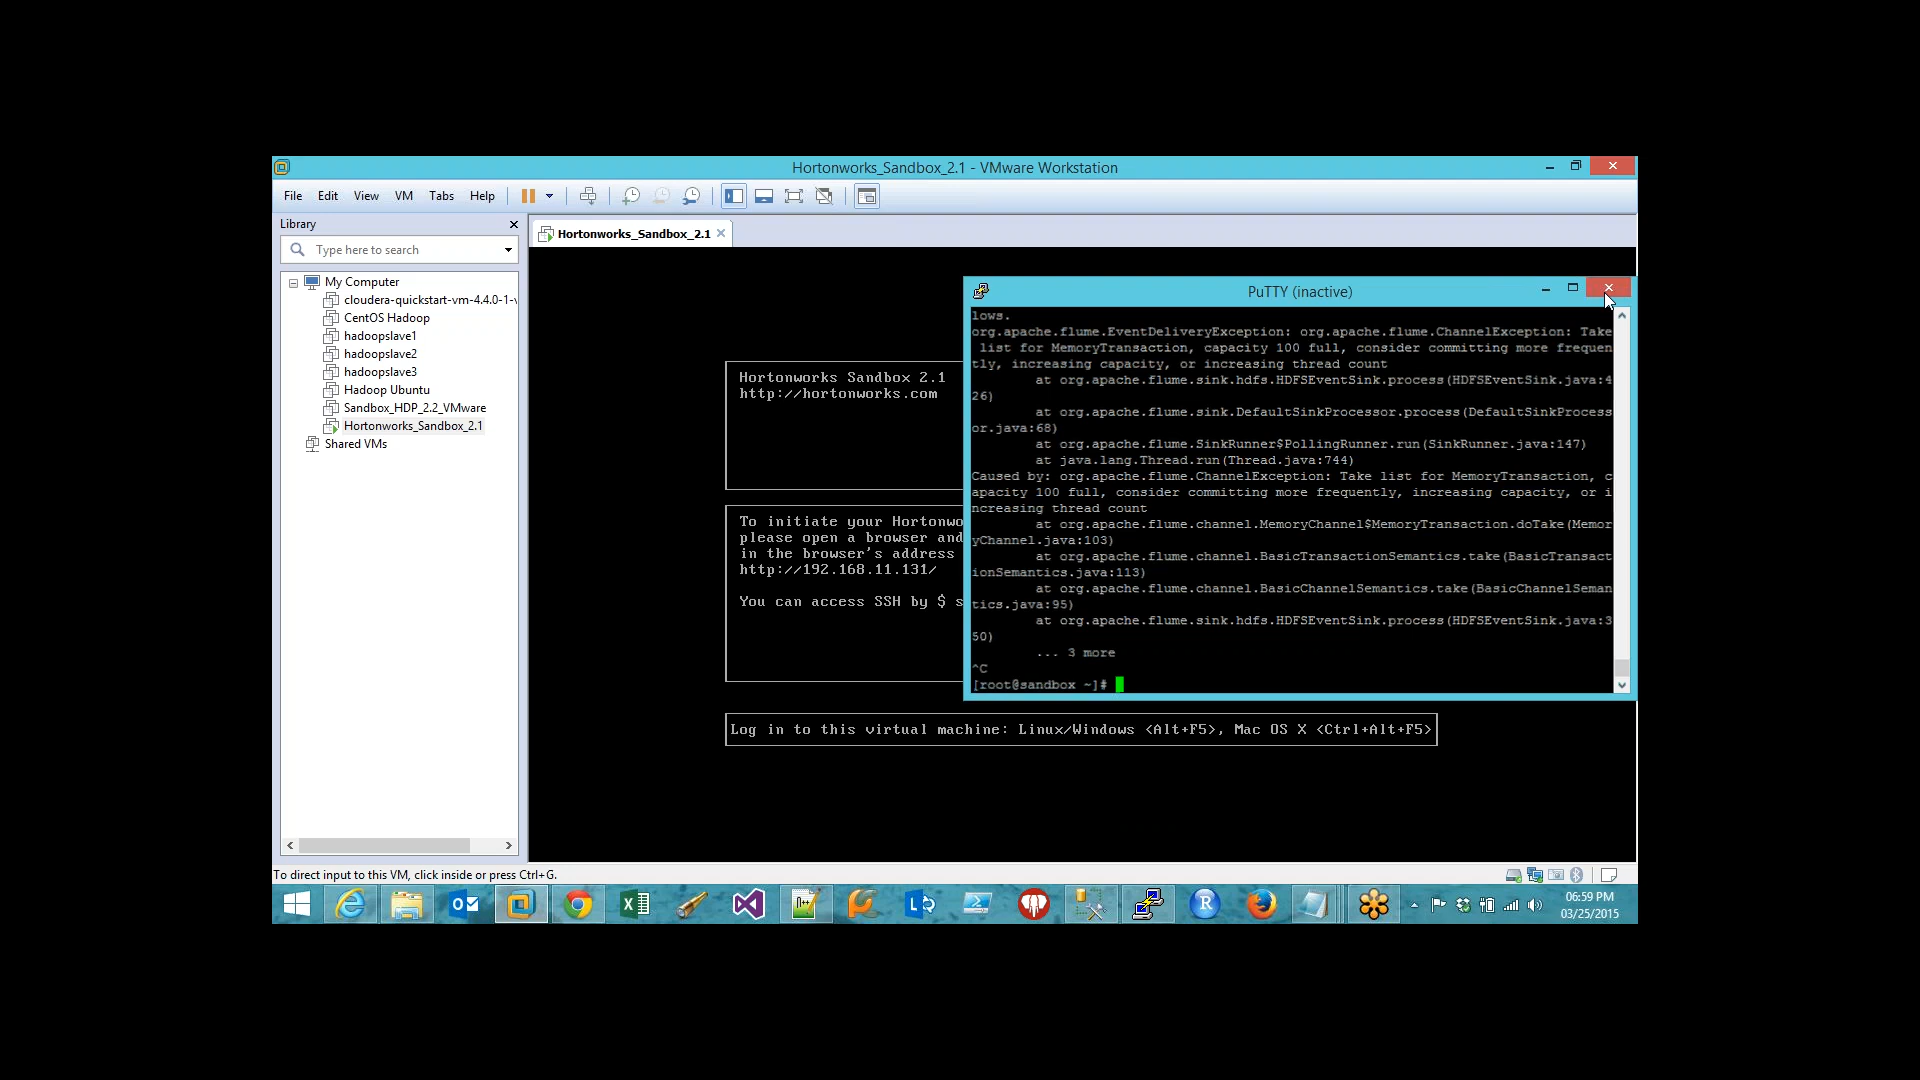 Hortonworks_Sandbox_2.1 - VMware Workstation
File Edit View VM Tabs Help
Library
Type here to search
My Computer
cloudera-quickstart-vm-4.4.0-1-v
CentOS Hadoop
hadoopslave1
hadoopslave2
hadoopslave3
Hadoop Ubuntu
Sandbox_HDP_2.2_VMware
Hortonworks_Sandbox_2.1
Shared VMs
Hortonworks_Sandbox_2.1
Hortonworks Sandbox 2.1
http://hortonworks.com
To initiate your Hortonwo
please open a browser and
in the browser's address
http://192.168.11.131/
You can access SSH by $ s
PuTTY (inactive)
lows.
org.apache.flume.EventDeliveryException: org.apache.flume.ChannelException: Take
list for MemoryTransaction, capacity 100 full, consider committing more frequen
tly, increasing capacity, or increasing thread count
at org.apache.flume.sink.hdfs.HDFSEventSink.process(HDFSEventSink.java:4
26)
at org.apache.flume.sink.DefaultSinkProcessor.process(DefaultSinkProcess
or.java:68)
at org.apache.flume.SinkRunner$PollingRunner.run(SinkRunner.java:147)
at java.lang.Thread.run(Thread.java:744)
Caused by: org.apache.flume.ChannelException: Take list for MemoryTransaction, c
apacity 100 full, consider committing more frequently, increasing capacity, or i
ncreasing thread count
at org.apache.flume.channel.MemoryChannel$MemoryTransaction.doTake(Memor
yChannel.java:103)
at org.apache.flume.channel.BasicTransactionSemantics.take(BasicTransact
ionSemantics.java:113)
at org.apache.flume.channel.BasicChannelSemantics.take(BasicChannelSeman
tics.java:95)
at org.apache.flume.sink.hdfs.HDFSEventSink.process(HDFSEventSink.java:3
50)
... 3 more
^C
[root@sandbox ~]#
Log in to this virtual machine: Linux/Windows <Alt+F5>, Mac OS X <Ctrl+Alt+F5>
To direct input to this VM, click inside or press Ctrl+G.
06:59 PM
03/25/2015